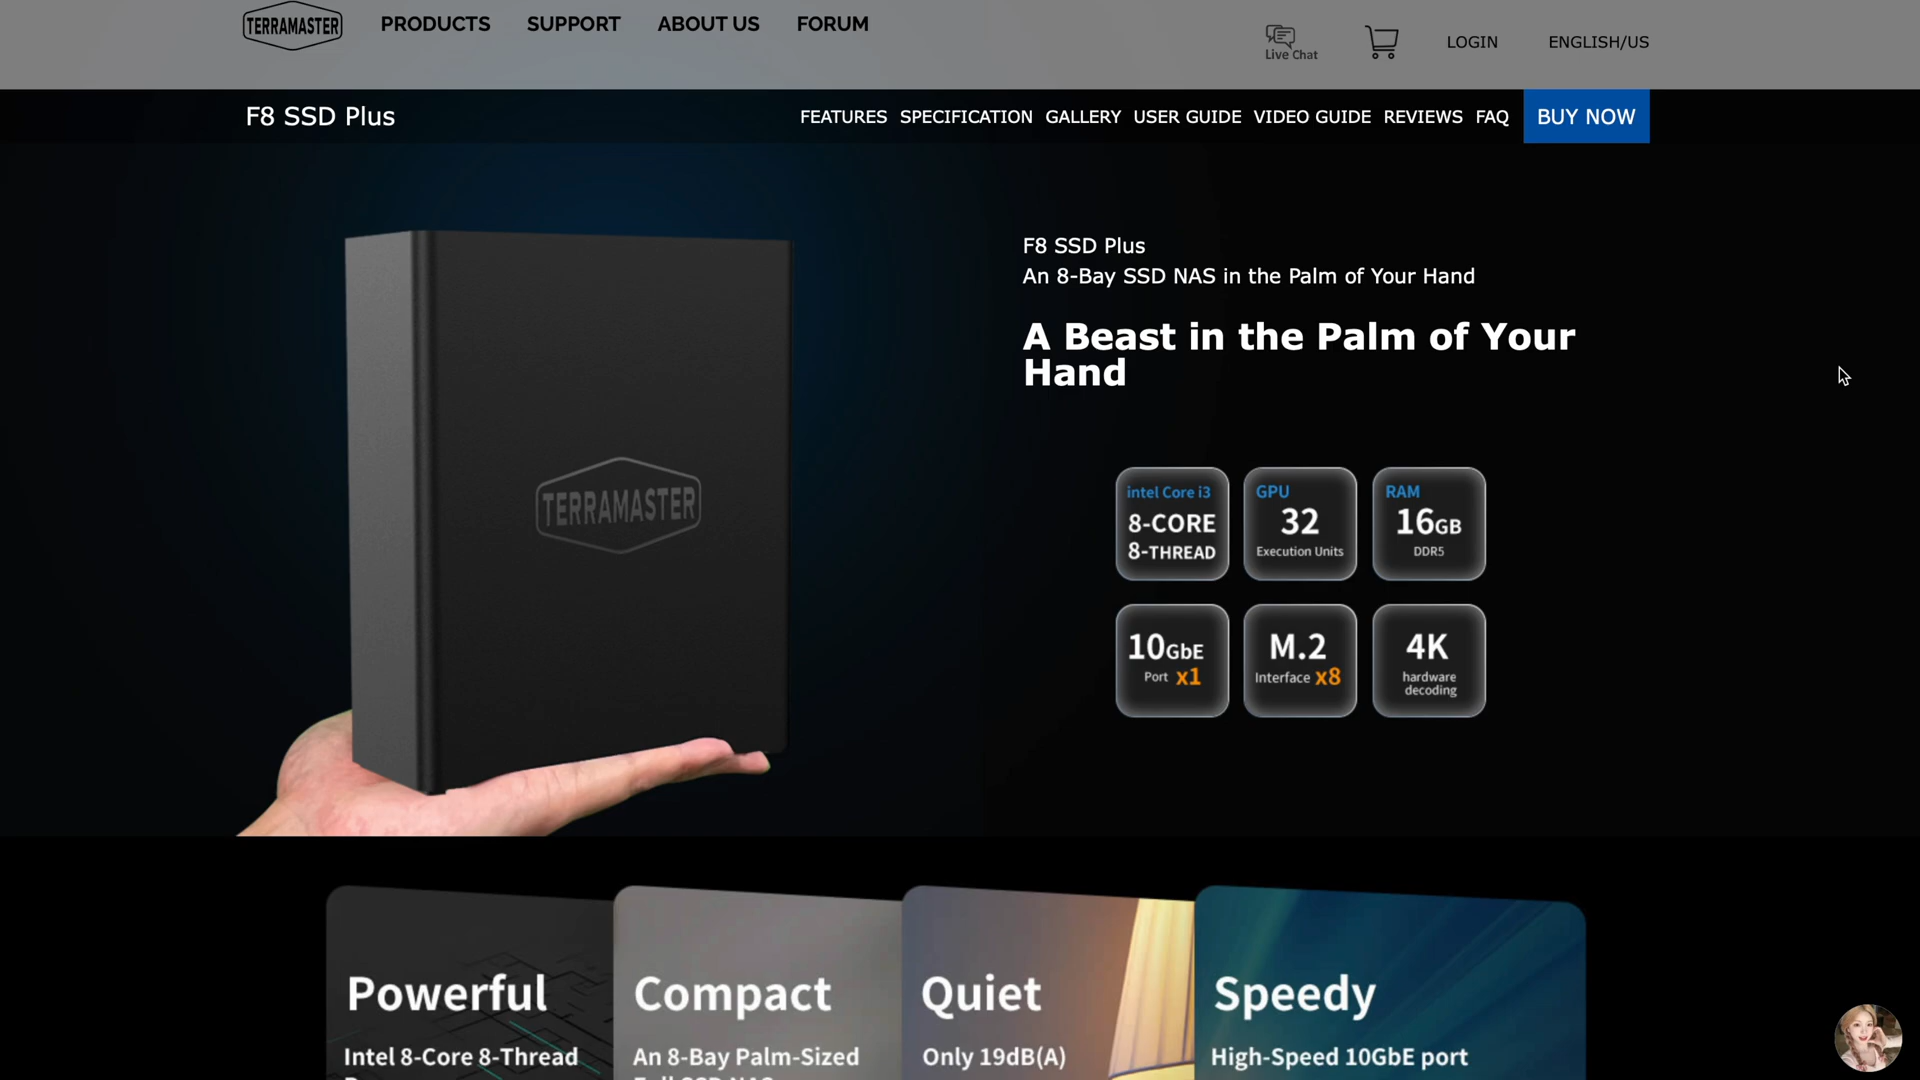 TERRAMASTER
PRODUCTS
SUPPORT
ABOUT US
FORUM
Live Chat
LOGIN
ENGLISH/US
F8 SSD Plus
FEATURES
SPECIFICATION
GALLERY
USER GUIDE
VIDEO GUIDE
REVIEWS
FAQ
BUY NOW
F8 SSD Plus
An 8-Bay SSD NAS in the Palm of Your Hand
A Beast in the Palm of Your
Hand
TERRAMASTER
intel Core i3
8-CORE
8-THREAD
GPU
32
Execution Units
RAM
16GB
DDR5
10GbE
Port x1
M.2
Interface x8
4K
hardware
decoding
Powerful
Intel 8-Core 8-Thread
Compact
An 8-Bay Palm-Sized
Full SSD NAS
Quiet
Only 19dB(A)
Speedy
High-Speed 10GbE port